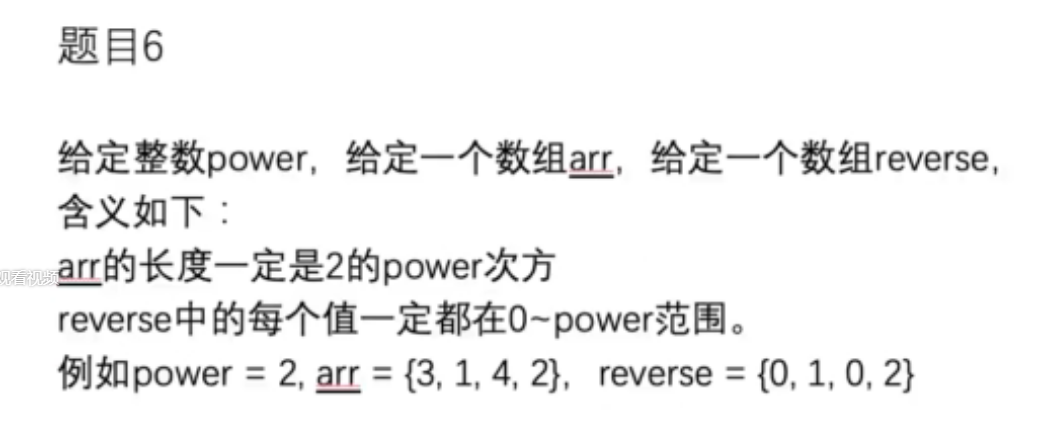 题目6
给定整数power，给定一个数组arr，给定一个数组reverse，
含义如下：
arr的长度一定是2的power次方
观看视频
reverse中的每个值一定都在0~power范围。
例如power = 2, arr = {3, 1, 4, 2}，reverse = {0, 1, 0, 2}